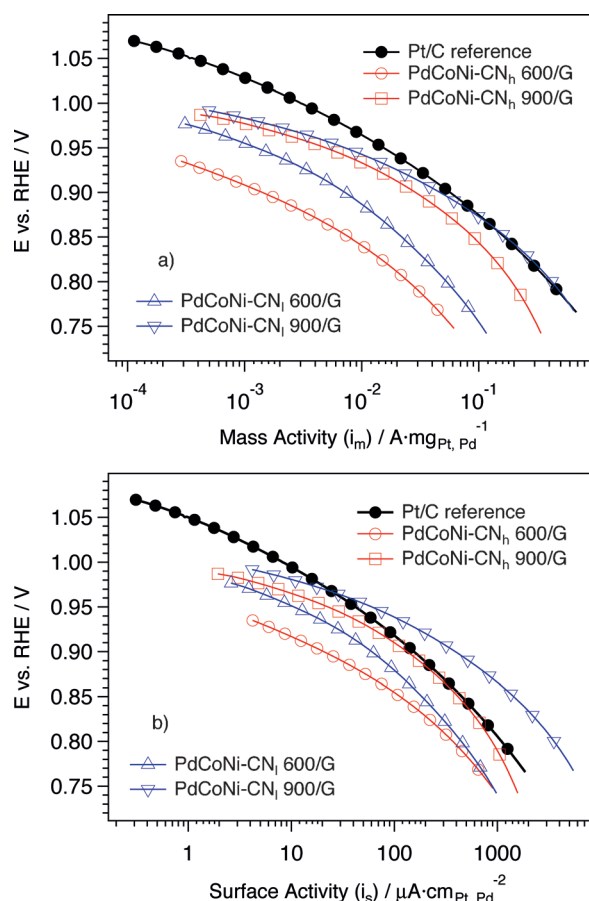 E vs. RHE / V
1.05
1.00
0.95
0.90
0.85
0.80
0.75
Pt/C reference
PdCoNi-CNh 600/G
PdCoNi-CNh 900/G
a)
PdCoNi-CNl 600/G
PdCoNi-CNl 900/G
10-4 10-3 10-2 10-1
Mass Activity (im) / A·mgPt, Pd-1
E vs. RHE / V
1.05
1.00
0.95
0.90
0.85
0.80
0.75
Pt/C reference
PdCoNi-CNh 600/G
PdCoNi-CNh 900/G
b)
PdCoNi-CNl 600/G
PdCoNi-CNl 900/G
1 10 100 1000
Surface Activity (is) / μA·cmPt, Pd-2